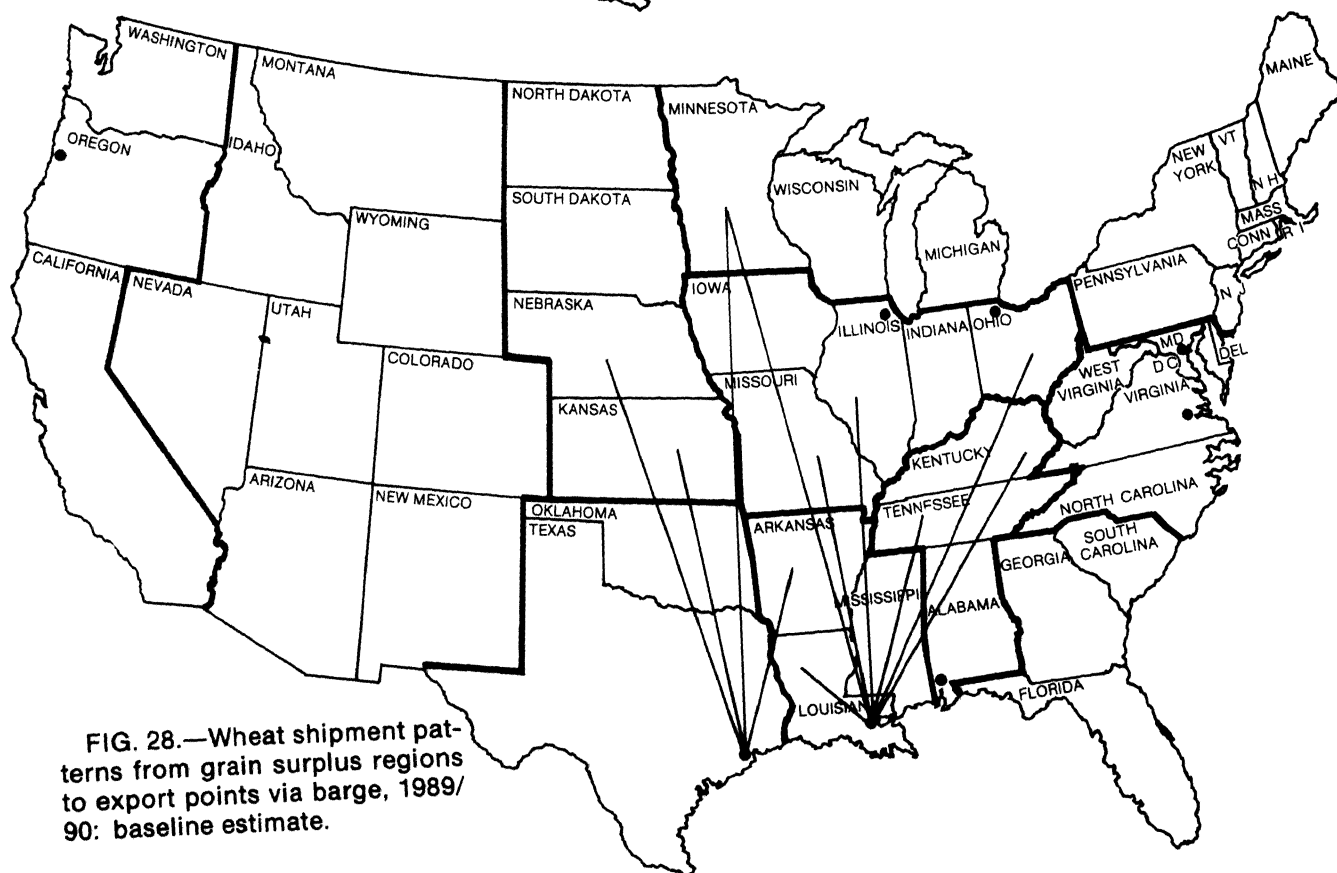 WASHINGTON
MONTANA
NORTH DAKOTA
MINNESOTA
MAINE
OREGON
IDAHO
VT
NEW
YORK
N H
WISCONSIN
SOUTH DAKOTA
MASS
WYOMING
CONN
R I
MICHIGAN
CALIFORNIA
NEVADA
PENNSYLVANIA
IOWA
N
NEBRASKA
UTAH
ILLINOIS
INDIANA
OHIO
MD
DEL
COLORADO
D C
WEST
VIRGINIA
MISSOURI
VIRGINIA
KANSAS
KENTUCKY
ARIZONA
NEW MEXICO
NORTH CAROLINA
TENNESSEE
OKLAHOMA
ARKANSAS
TEXAS
SOUTH
CAROLINA
GEORGIA
MISSISSIPPI
ALABAMA
FLORIDA
LOUISIAN
FIG. 28.—Wheat shipment pat-
terns from grain surplus regions
to export points via barge, 1989/
90: baseline estimate.